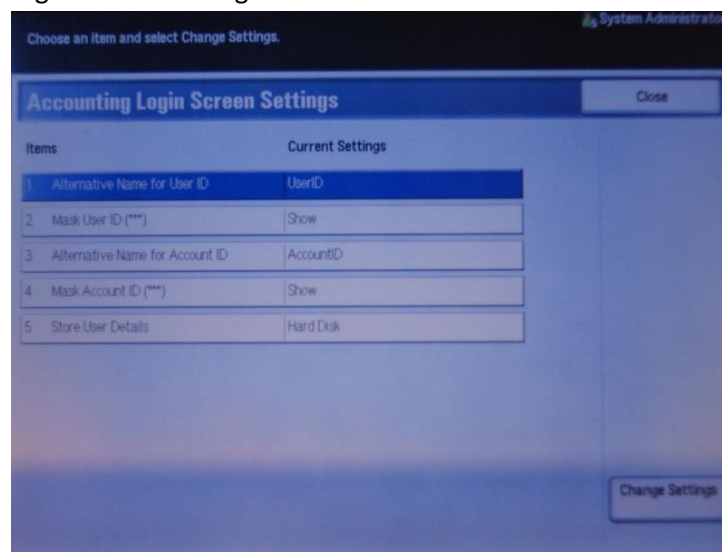 Choose an item and select Change Settings.
System Administrato
Accounting Login Screen Settings
Close
Items Current Settings
1. Alternative Name for User ID UserID
2. Mask User ID (***) Show
3. Alternative Name for Account ID AccountID
4. Mask Account ID (***) Show
5. Store User Details Hard Disk
Change Settings